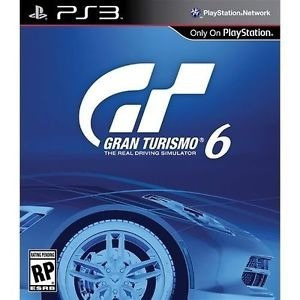 PS3
PlayStation®Network
Only On PlayStation.
GT
GRAN TURISMO® 6
THE REAL DRIVING SIMULATOR
RATING PENDING
RP
ESRB